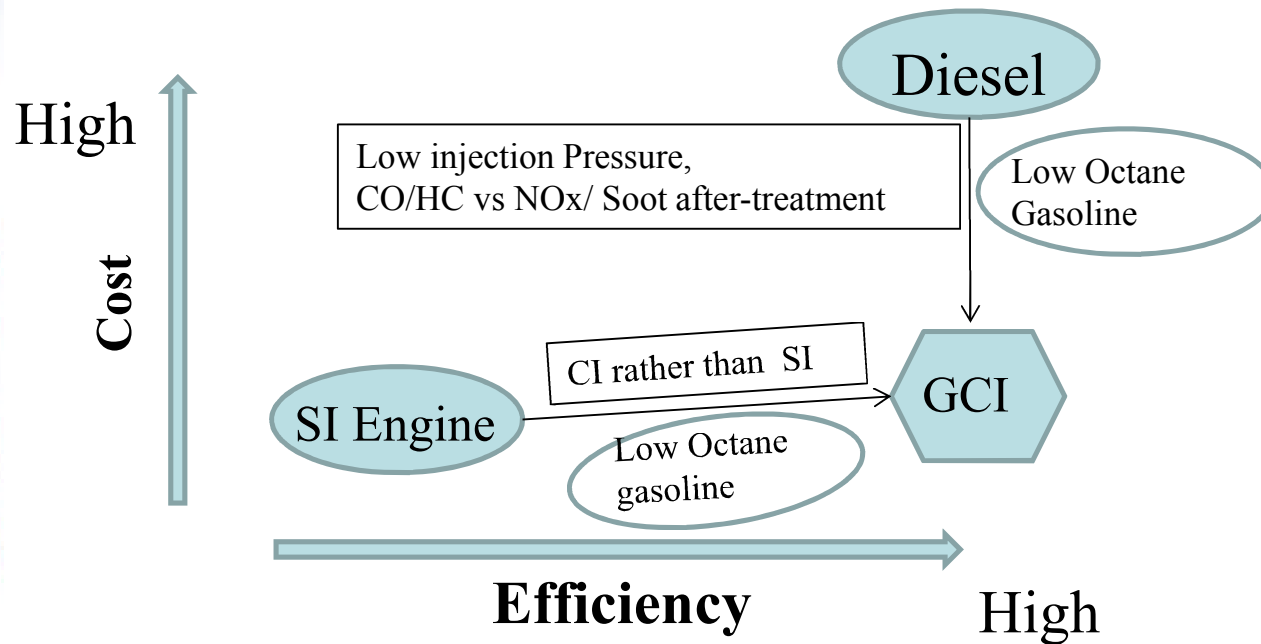 Diesel
High
Low injection Pressure,
CO/HC vs NOx/ Soot after-treatment
Low Octane
Gasoline
Cost
CI rather than SI
GCI
SI Engine
Low Octane
gasoline
Efficiency
High